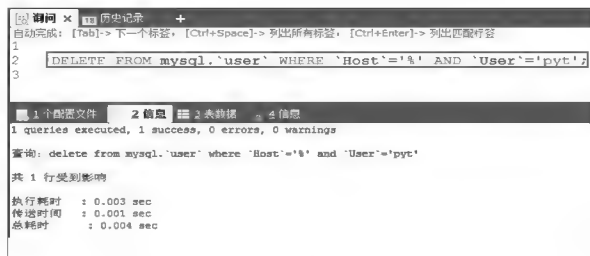 询问 × 历史记录 +
自动完成: [Tab]-> 下一个标签, [Ctrl+Space]-> 列出所有标签, [Ctrl+Enter]-> 列出匹配标签
1
2 DELETE FROM mysql.`user` WHERE `Host`='%' AND `User`='pyt';
3
1 个配置文件 2 信息 3 表数据 4 信息
1 queries executed, 1 success, 0 errors, 0 warnings
查询: delete from mysql.`user` where `Host`='%' and `User`='pyt'
共 1 行受到影响
执行耗时 : 0.003 sec
传送时间 : 0.001 sec
总耗时 : 0.004 sec